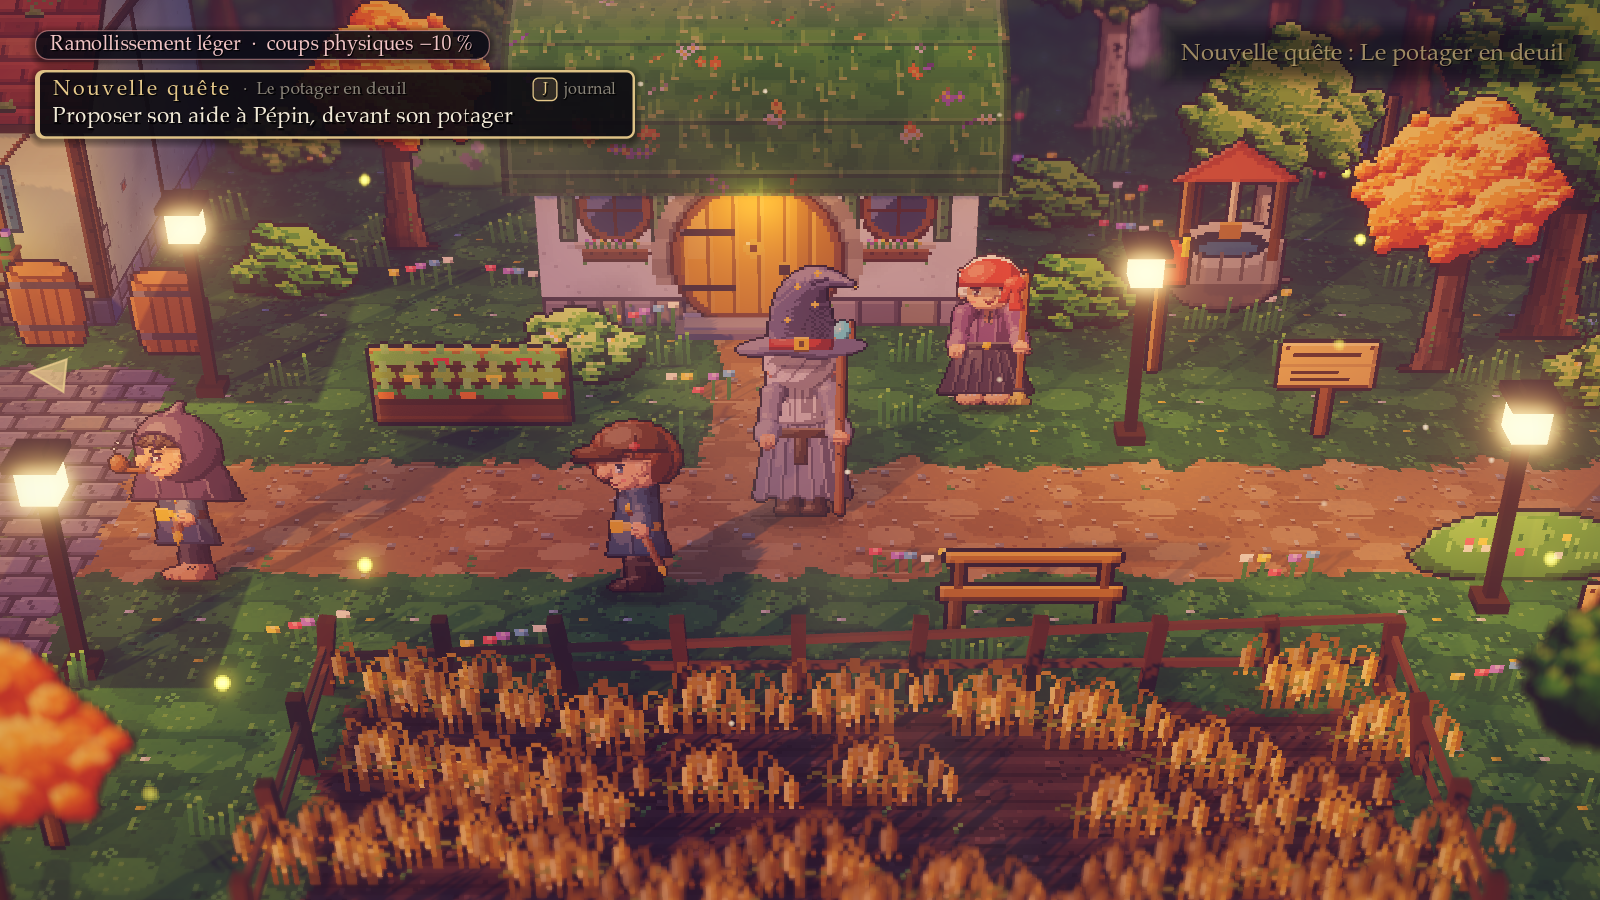 Ramollissement léger · coups physiques −10 %
Nouvelle quête · Le potager en deuil J journal
Proposer son aide à Pépin, devant son potager
Nouvelle quête : Le potager en deuil